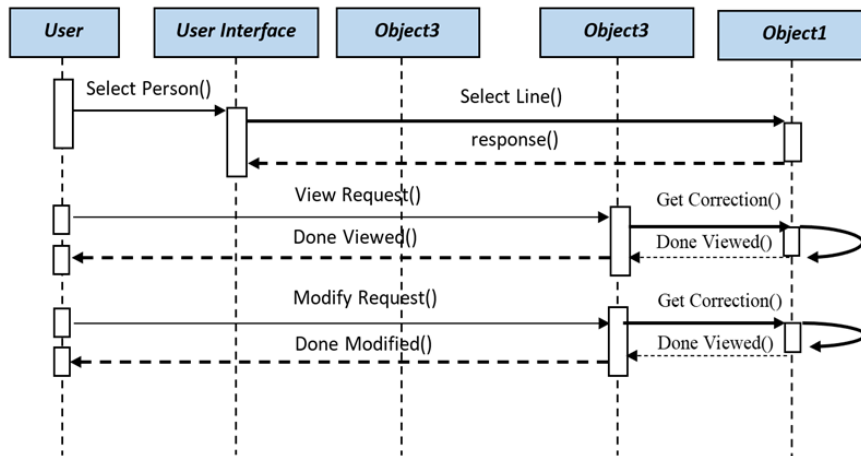 User
User Interface
Object3
Object3
Object1
Select Person()
Select Line()
response()
View Request()
Get Correction()
Done Viewed()
Done Viewed()
Modify Request()
Get Correction()
Done Modified()
Done Viewed()